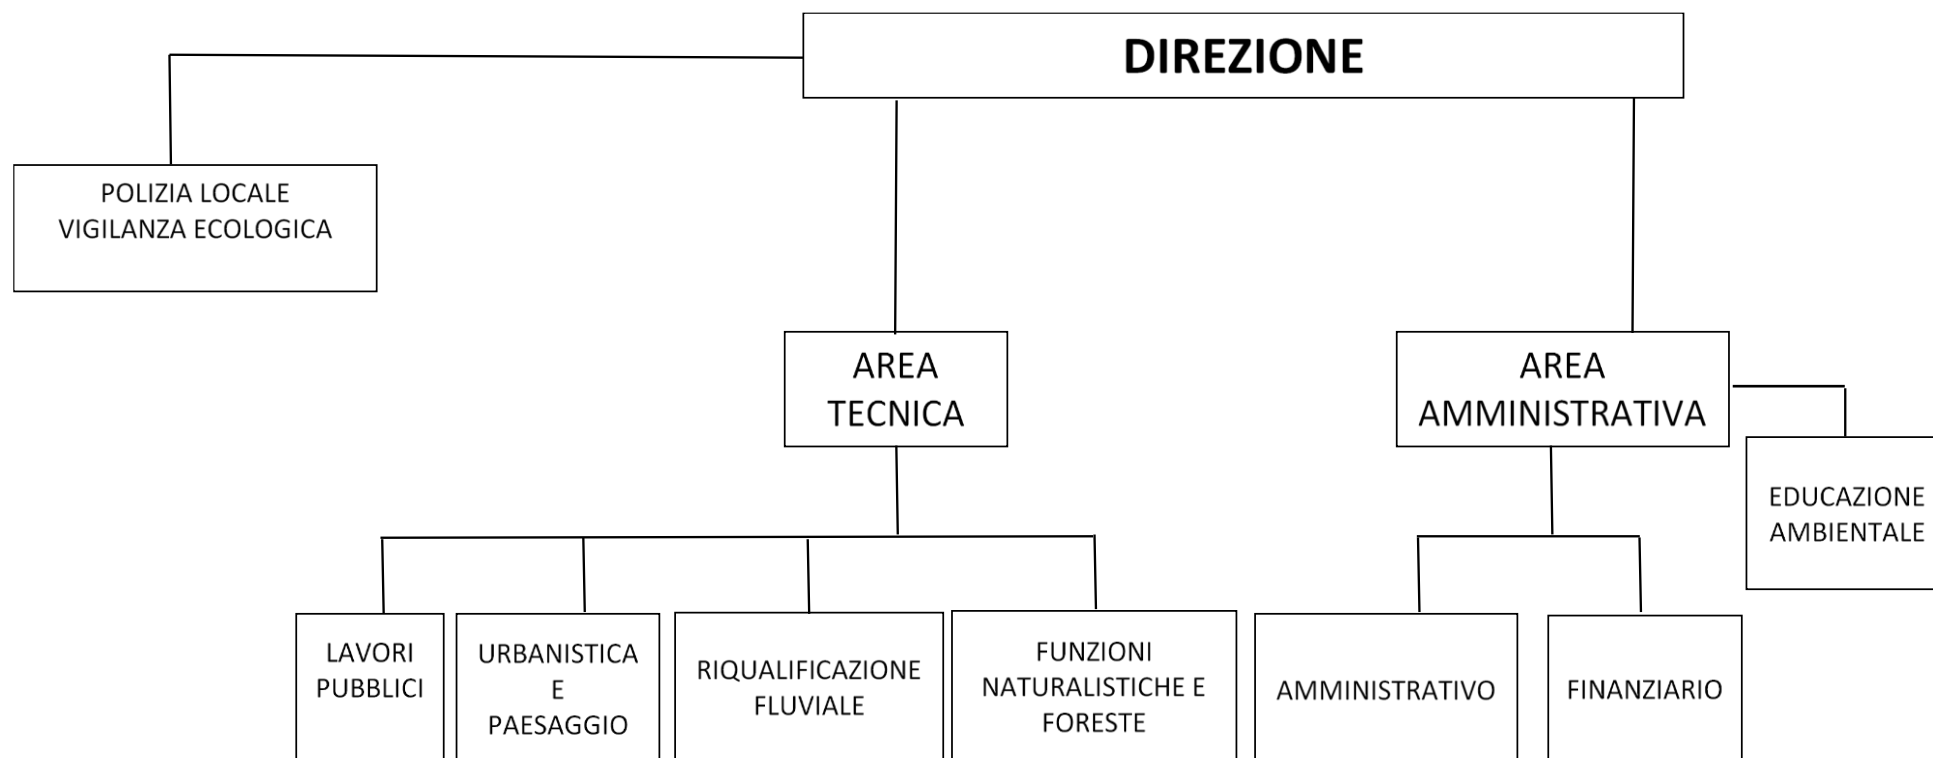 DIREZIONE
POLIZIA LOCALE
VIGILANZA ECOLOGICA
AREA
TECNICA
AREA
AMMINISTRATIVA
EDUCAZIONE
AMBIENTALE
LAVORI
PUBBLICI
URBANISTICA
E
PAESAGGIO
RIQUALIFICAZIONE
FLUVIALE
FUNZIONI
NATURALISTICHE E
FORESTE
AMMINISTRATIVO
FINANZIARIO